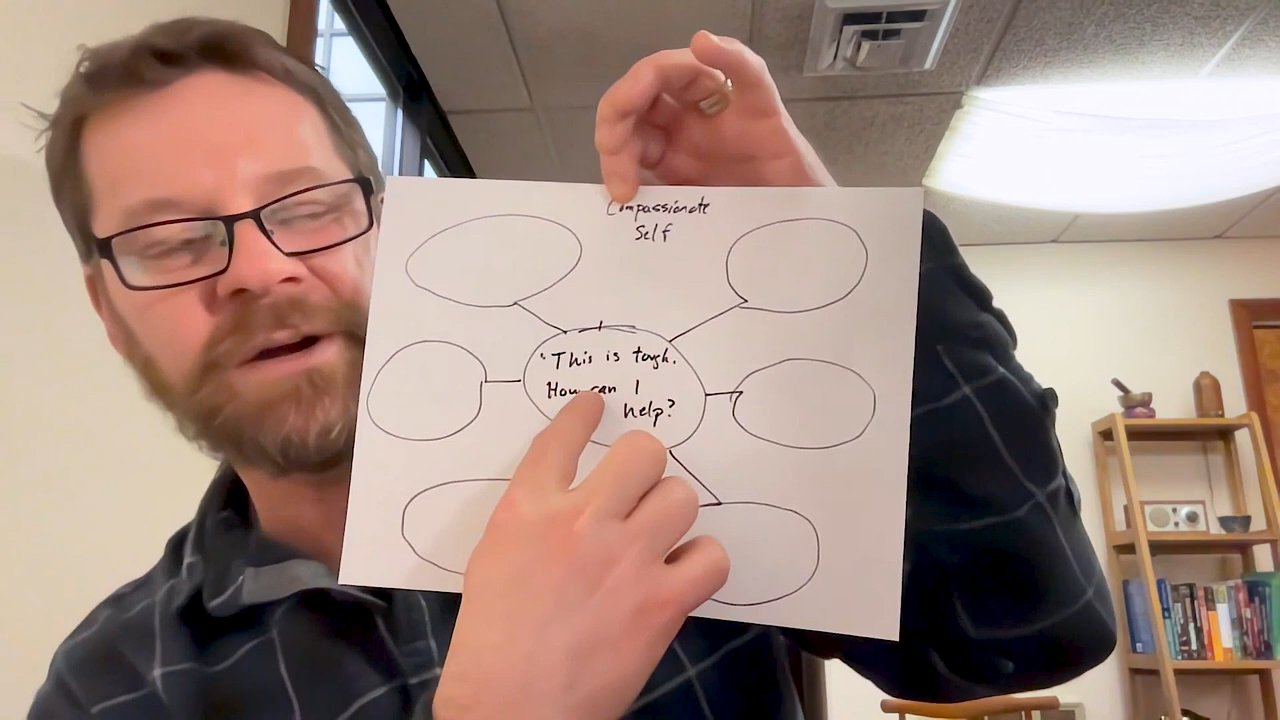 Compassionate
Self
"This is tough.
How can I
help?